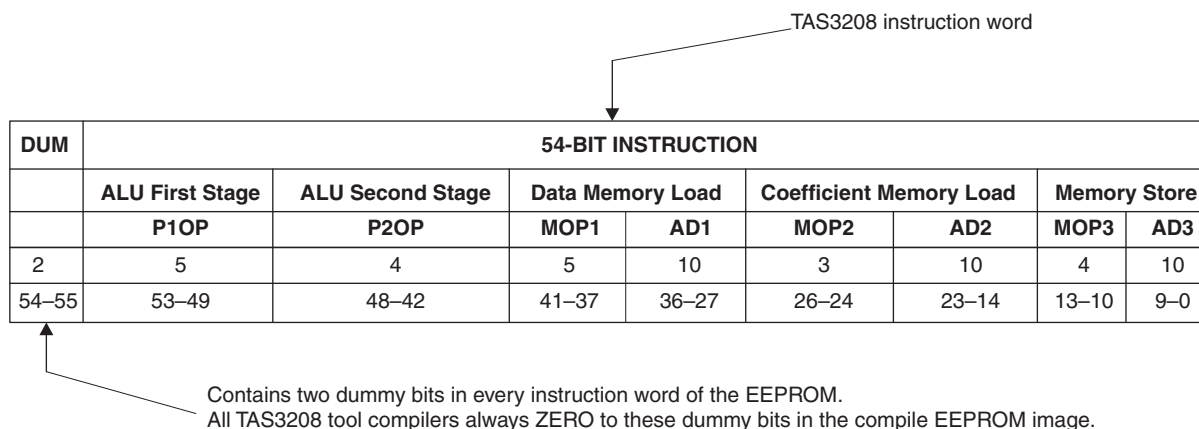 TAS3208 instruction word
DUM 54-BIT INSTRUCTION
ALU First Stage ALU Second Stage Data Memory Load Coefficient Memory Load Memory Store
P1OP P2OP MOP1 AD1 MOP2 AD2 MOP3 AD3
2 5 4 5 10 3 10 4 10
54–55 53–49 48–42 41–37 36–27 26–24 23–14 13–10 9–0
Contains two dummy bits in every instruction word of the EEPROM.
All TAS3208 tool compilers always ZERO to these dummy bits in the compile EEPROM image.